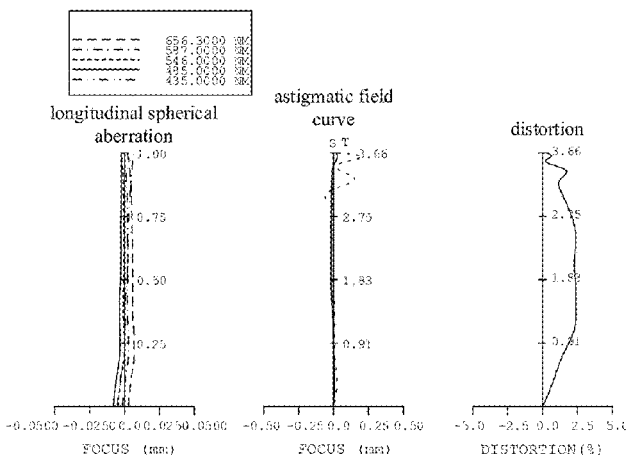 656.3000 NM
587.0000 NM
546.0000 NM
435.0000 NM
longitudinal spherical
aberration
astigmatic field
curve
distortion
S T
1.00
0.75
0.50
0.25
-0.0500 -0.0250 0.0 0.0250 0.0500
FOCUS (mm)
3.66
2.75
1.83
0.91
-0.50 -0.25 0.0 0.25 0.50
FOCUS (mm)
3.66
2.75
1.83
0.91
-5.0 -2.5 0.0 2.5 5.0
DISTORTION(%)